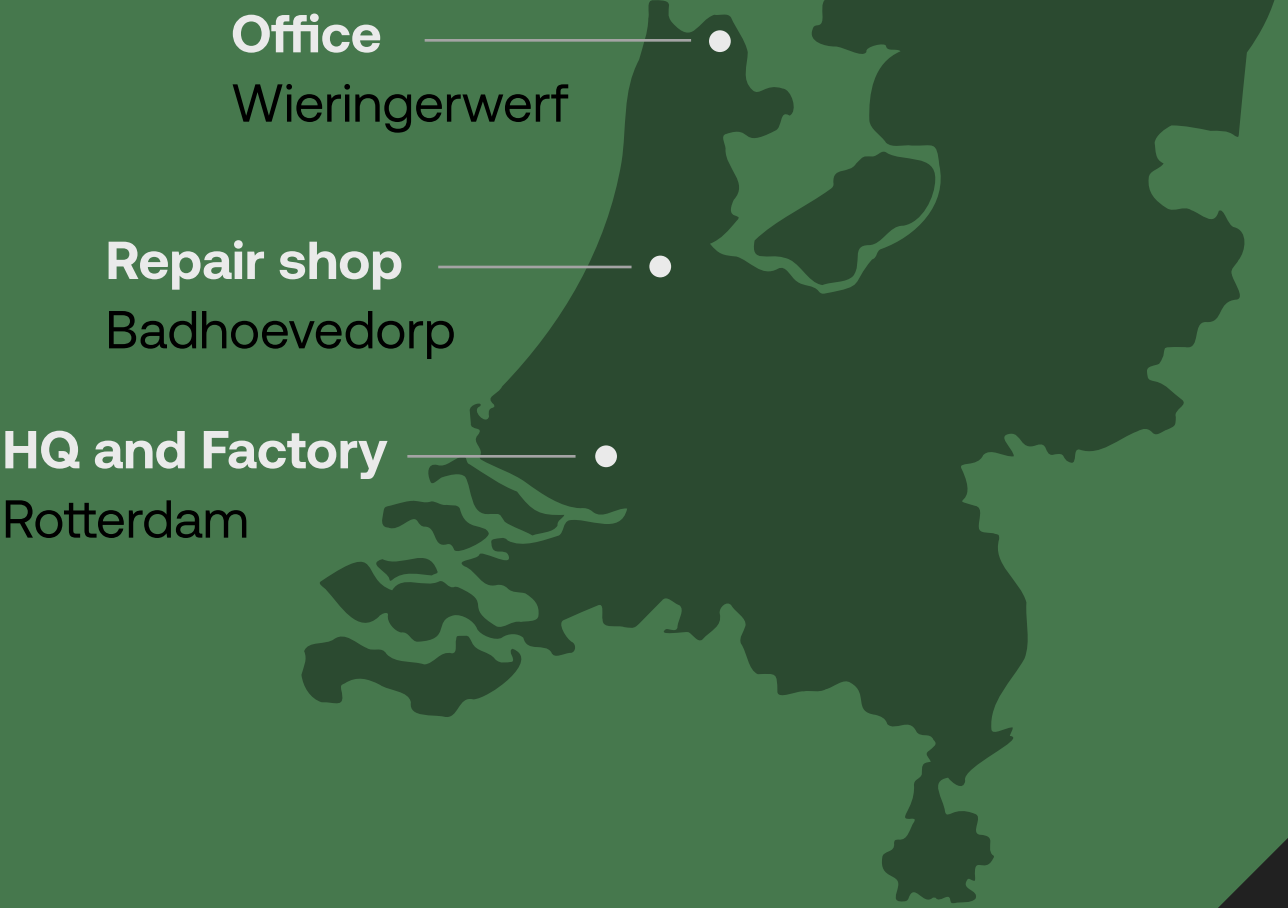 Office
Wieringerwerf
Repair shop
Badhoevedorp
HQ and Factory
Rotterdam